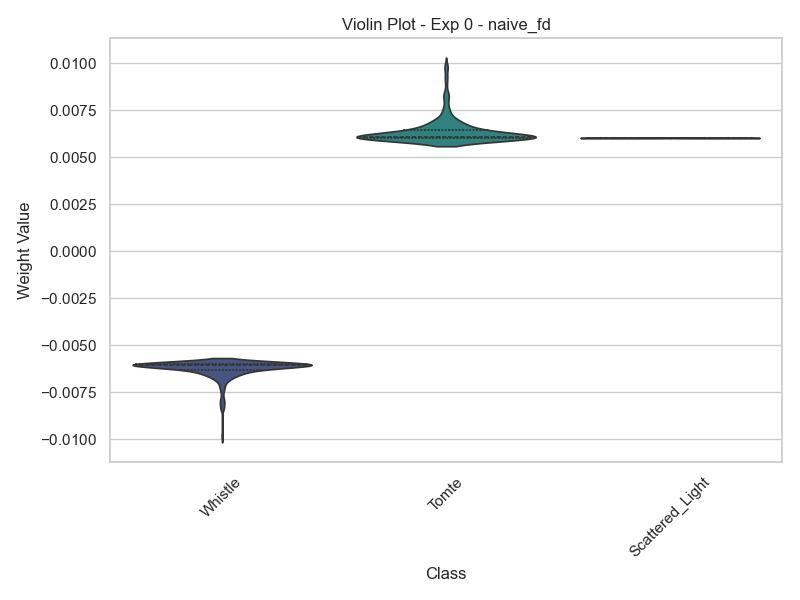 Violin Plot - Exp 0 - naive_fd
Weight Value
0.0100
0.0075
0.0050
0.0025
0.0000
−0.0025
−0.0050
−0.0075
−0.0100
Whistle
Tomte
Scattered_Light
Class